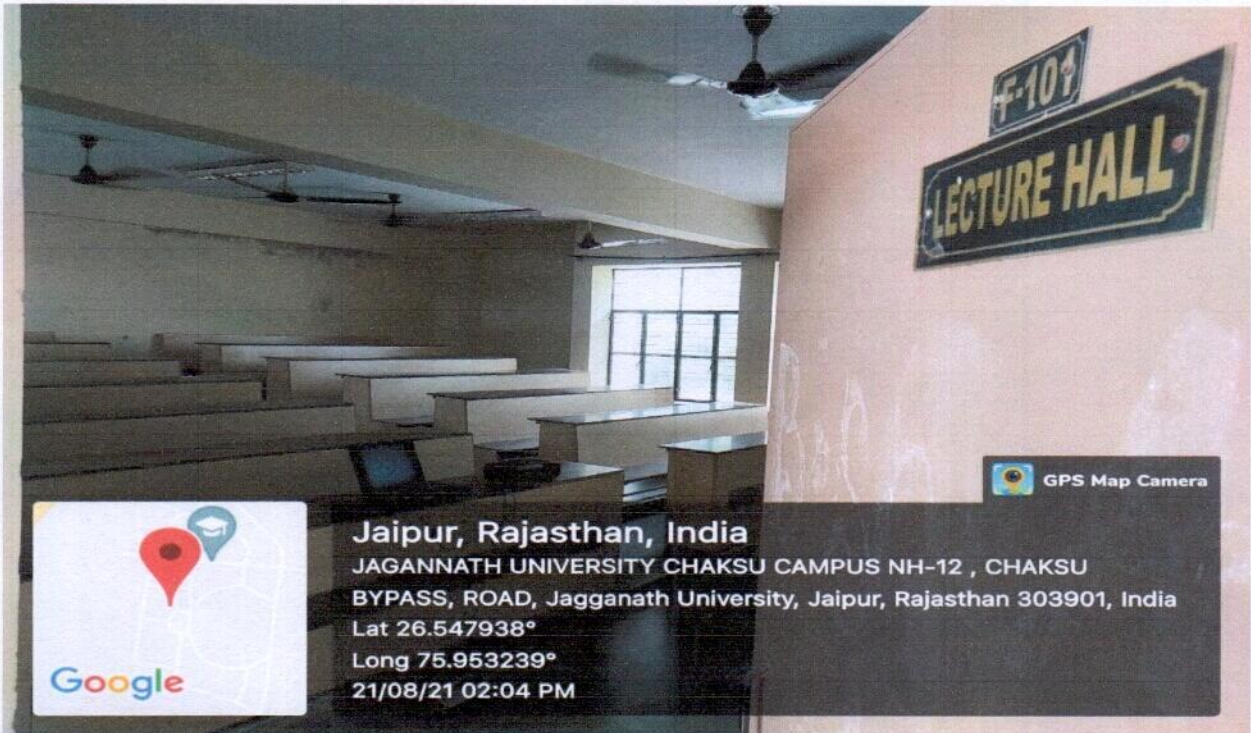 F-101
LECTURE HALL
GPS Map Camera
Jaipur, Rajasthan, India
JAGANNATH UNIVERSITY CHAKSU CAMPUS NH-12 , CHAKSU
BYPASS, ROAD, Jagganath University, Jaipur, Rajasthan 303901, India
Lat 26.547938°
Long 75.953239°
21/08/21 02:04 PM
Google